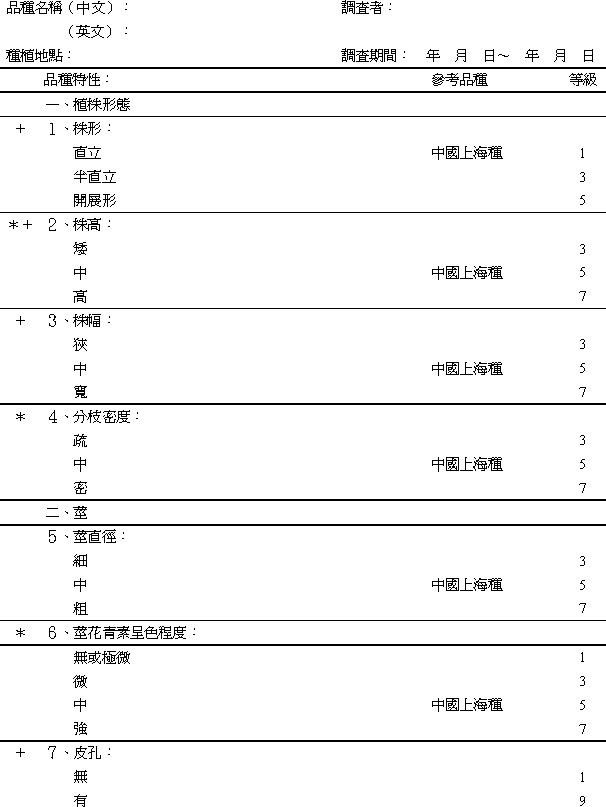 品種名稱（中文）： 調查者：
（英文）：
種植地點： 調查期間： 年 月 日～ 年 月 日
品種特性： 參考品種 等級
一、植株形態
＋ 1、株形：
直立 中國上海種 1
半直立 3
開展形 5
＊＋ 2、株高：
矮 3
中 中國上海種 5
高 7
＋ 3、株幅：
狹 3
中 中國上海種 5
寬 7
＊ 4、分枝密度：
疏 3
中 中國上海種 5
密 7
二、莖
5、莖直徑：
細 3
中 中國上海種 5
粗 7
＊ 6、莖花青素呈色程度：
無或極微 1
微 3
中 中國上海種 5
強 7
＋ 7、皮孔：
無 1
有 9